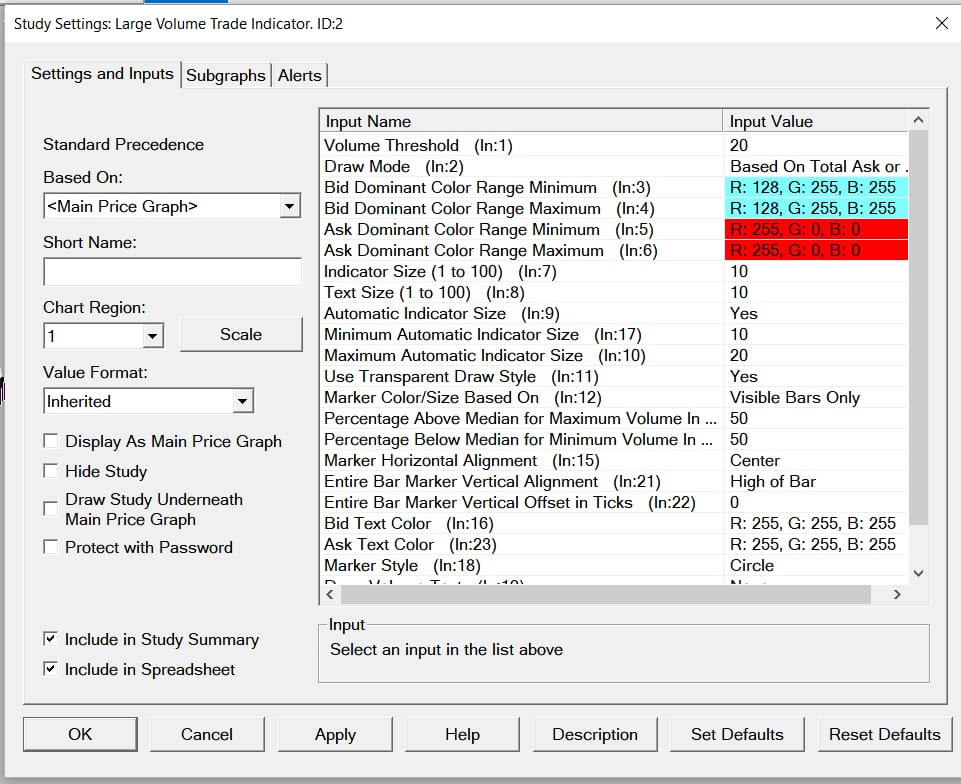 Study Settings: Large Volume Trade Indicator. ID:2
Settings and Inputs
Subgraphs
Alerts
Standard Precedence
Based On:
<Main Price Graph>
Short Name:
Chart Region:
1
Scale
Value Format:
Inherited
Display As Main Price Graph
Hide Study
Draw Study Underneath
Main Price Graph
Protect with Password
Include in Study Summary
Include in Spreadsheet
Input Name Input Value
Volume Threshold (In:1) 20
Draw Mode (In:2) Based On Total Ask or .
Bid Dominant Color Range Minimum (In:3) R: 128, G: 255, B: 255
Bid Dominant Color Range Maximum (In:4) R: 128, G: 255, B: 255
Ask Dominant Color Range Minimum (In:5) R: 255, G: 0, B: 0
Ask Dominant Color Range Maximum (In:6) R: 255, G: 0, B: 0
Indicator Size (1 to 100) (In:7) 10
Text Size (1 to 100) (In:8) 10
Automatic Indicator Size (In:9) Yes
Minimum Automatic Indicator Size (In:17) 10
Maximum Automatic Indicator Size (In:10) 20
Use Transparent Draw Style (In:11) Yes
Marker Color/Size Based On (In:12) Visible Bars Only
Percentage Above Median for Maximum Volume In ... 50
Percentage Below Median for Minimum Volume In ... 50
Marker Horizontal Alignment (In:15) Center
Entire Bar Marker Vertical Alignment (In:21) High of Bar
Entire Bar Marker Vertical Offset in Ticks (In:22) 0
Bid Text Color (In:16) R: 255, G: 255, B: 255
Ask Text Color (In:23) R: 255, G: 255, B: 255
Marker Style (In:18) Circle
Input
Select an input in the list above
OK
Cancel
Apply
Help
Description
Set Defaults
Reset Defaults